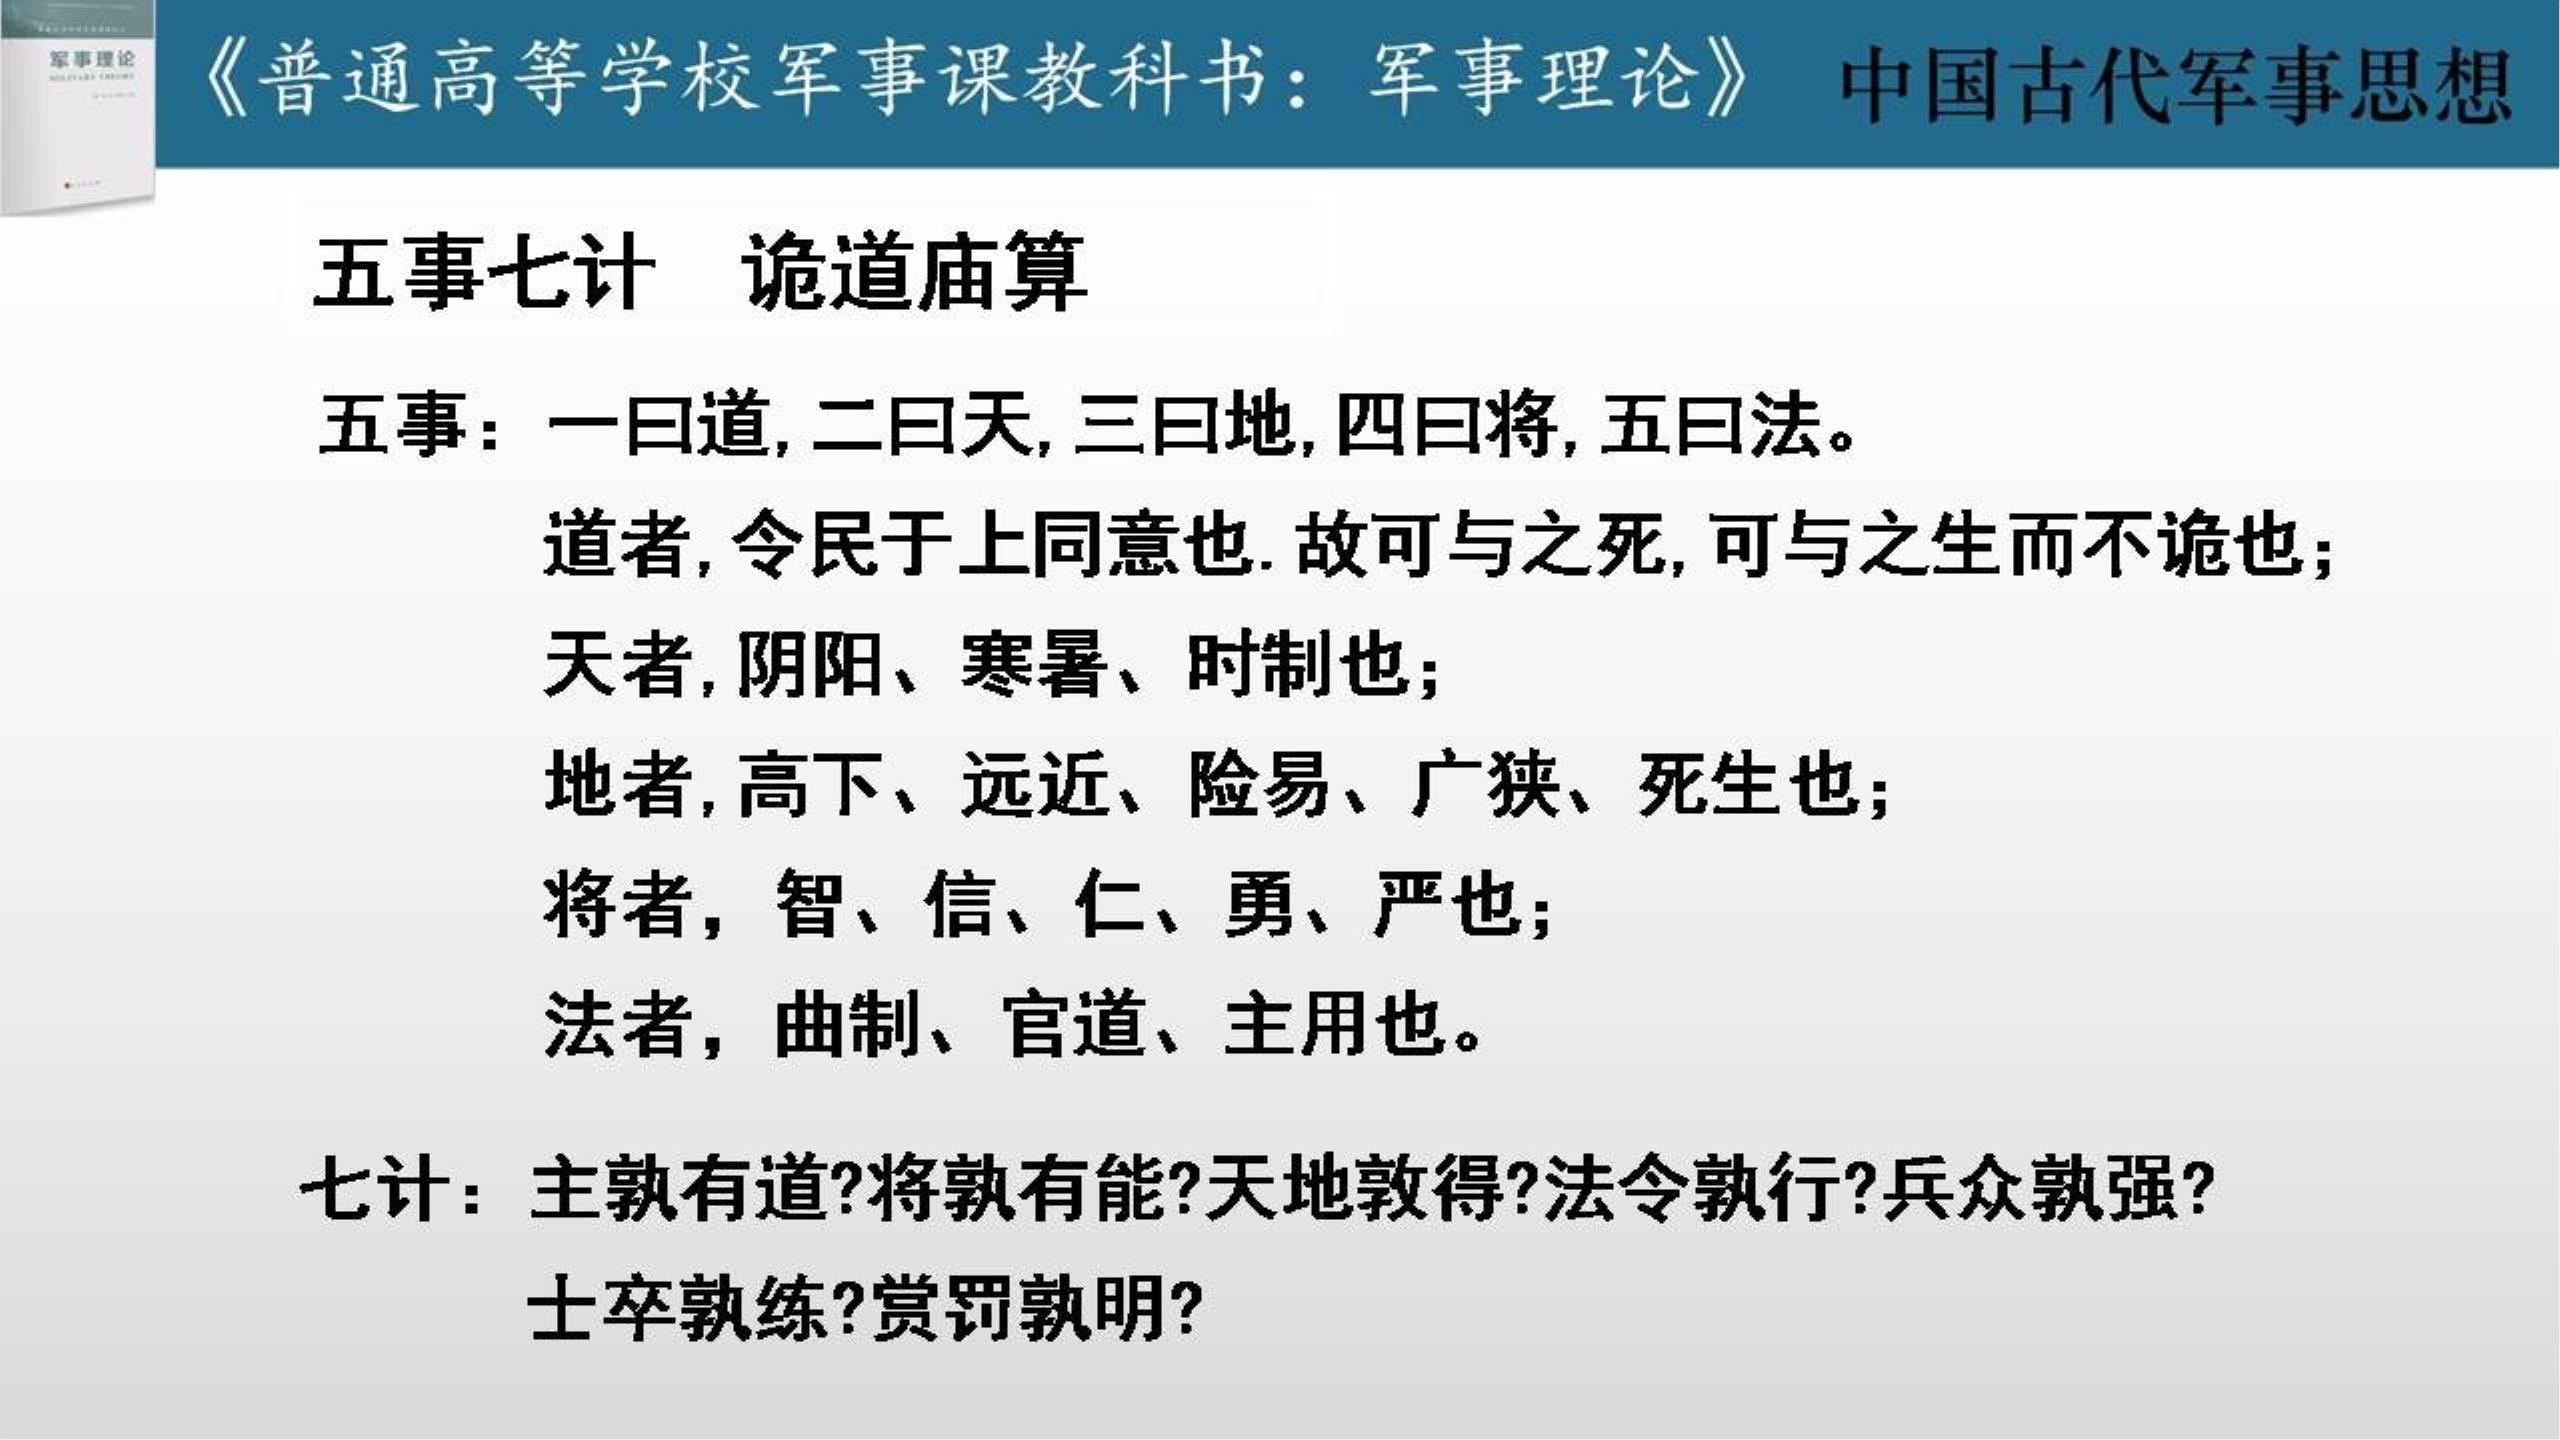 军事理论
MILITARY THEORY
《普通高等学校军事课教科书：军事理论》 中国古代军事思想
五事七计 诡道庙算
五事：一曰道,二曰天,三曰地,四曰将,五曰法。
道者,令民于上同意也.故可与之死,可与之生而不诡也;
天者,阴阳、寒暑、时制也;
地者,高下、远近、险易、广狭、死生也;
将者，智、信、仁、勇、严也;
法者，曲制、官道、主用也。
七计：主孰有道?将孰有能?天地敦得?法令孰行?兵众孰强?
士卒孰练?赏罚孰明?